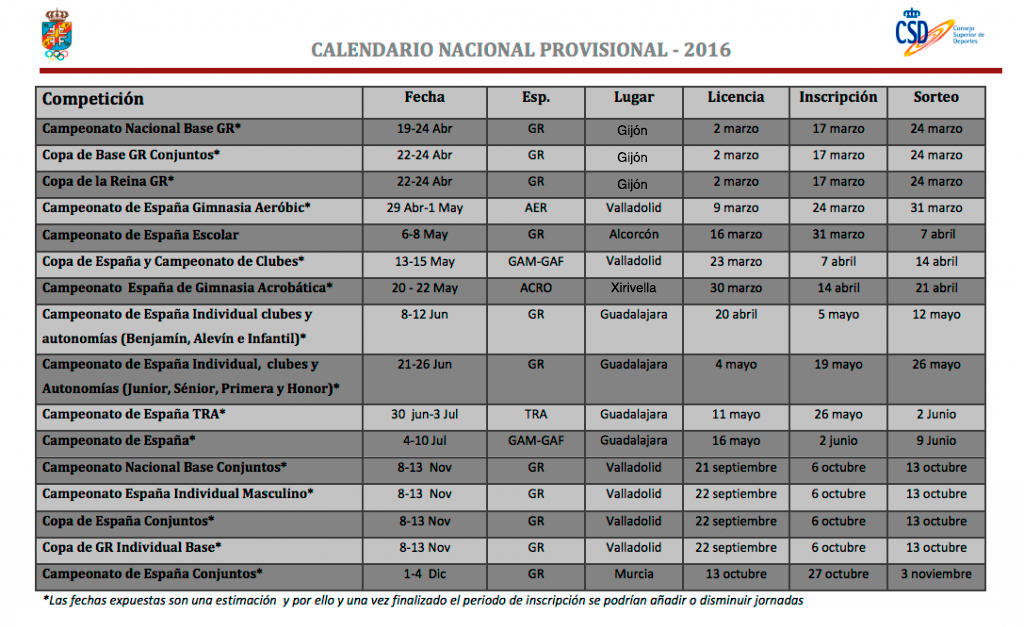 CSD Consejo
Superior de
Deportes
CALENDARIO NACIONAL PROVISIONAL - 2016
Competición Fecha Esp. Lugar Licencia Inscripción Sorteo
Campeonato Nacional Base GR* 19-24 Abr GR Gijón 2 marzo 17 marzo 24 marzo
Copa de Base GR Conjuntos* 22-24 Abr GR Gijón 2 marzo 17 marzo 24 marzo
Copa de la Reina GR* 22-24 Abr GR Gijón 2 marzo 17 marzo 24 marzo
Campeonato de España Gimnasia Aeróbic* 29 Abr-1 May AER Valladolid 9 marzo 24 marzo 31 marzo
Campeonato de España Escolar 6-8 May GR Alcorcón 16 marzo 31 marzo 7 abril
Copa de España y Campeonato de Clubes* 13-15 May GAM-GAF Valladolid 23 marzo 7 abril 14 abril
Campeonato España de Gimnasia Acrobática* 20 - 22 May ACRO Xirivella 30 marzo 14 abril 21 abril
Campeonato de España Individual clubes y 8-12 Jun GR Guadalajara 20 abril 5 mayo 12 mayo
autonomías (Benjamín, Alevín e Infantil)*
Campeonato de España Individual, clubes y 21-26 Jun GR Guadalajara 4 mayo 19 mayo 26 mayo
Autonomías (Junior, Sénior, Primera y Honor)*
Campeonato de España TRA* 30 jun-3 Jul TRA Guadalajara 11 mayo 26 mayo 2 Junio
Campeonato de España* 4-10 Jul GAM-GAF Guadalajara 16 mayo 2 junio 9 Junio
Campeonato Nacional Base Conjuntos* 8-13 Nov GR Valladolid 21 septiembre 6 octubre 13 octubre
Campeonato España Individual Masculino* 8-13 Nov GR Valladolid 22 septiembre 6 octubre 13 octubre
Copa de España Conjuntos* 8-13 Nov GR Valladolid 22 septiembre 6 octubre 13 octubre
Copa de GR Individual Base* 8-13 Nov GR Valladolid 22 septiembre 6 octubre 13 octubre
Campeonato de España Conjuntos* 1-4 Dic GR Murcia 13 octubre 27 octubre 3 noviembre
*Las fechas expuestas son una estimación y por ello y una vez finalizado el periodo de inscripción se podrían añadir o disminuir jornadas